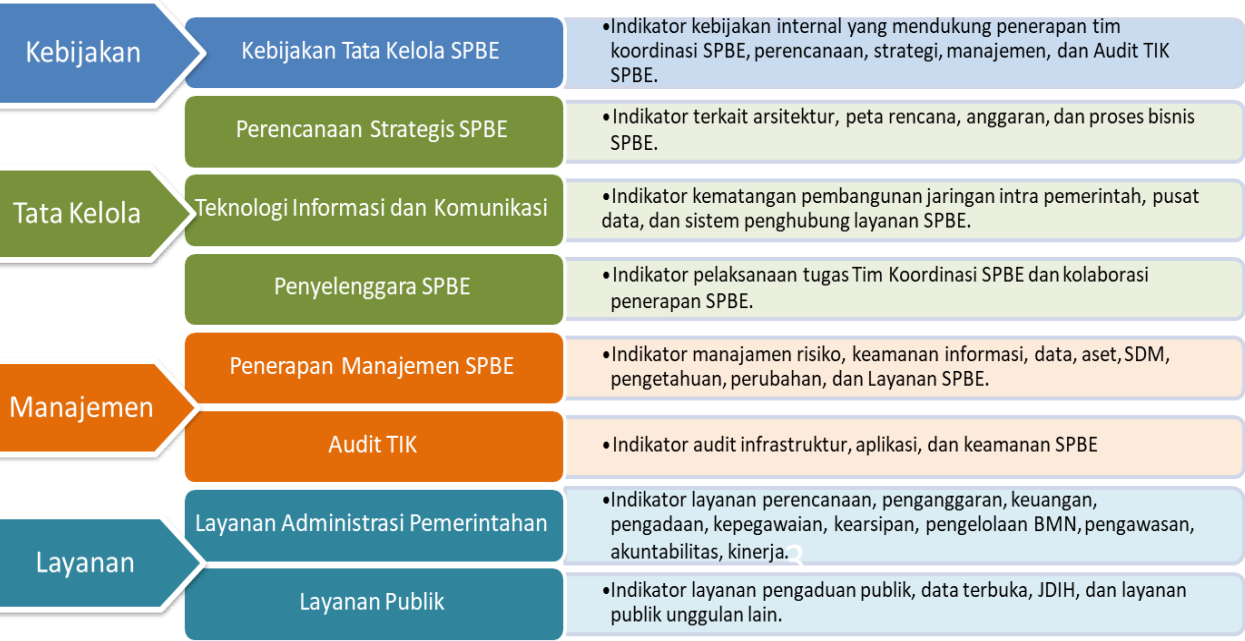 Kebijakan
Kebijakan Tata Kelola SPBE
•Indikator kebijakan internal yang mendukung penerapan tim
koordinasi SPBE, perencanaan, strategi, manajemen, dan Audit TIK
SPBE.
Perencanaan Strategis SPBE
•Indikator terkait arsitektur, peta rencana, anggaran, dan proses bisnis
SPBE.
Tata Kelola
Teknologi Informasi dan Komunikasi
•Indikator kematangan pembangunan jaringan intra pemerintah, pusat
data, dan sistem penghubung layanan SPBE.
Penyelenggara SPBE
•Indikator pelaksanaan tugas Tim Koordinasi SPBE dan kolaborasi
penerapan SPBE.
Manajemen
Penerapan Manajemen SPBE
•Indikator manajamen risiko, keamanan informasi, data, aset, SDM,
pengetahuan, perubahan, dan Layanan SPBE.
Audit TIK
•Indikator audit infrastruktur, aplikasi, dan keamanan SPBE
Layanan
Layanan Administrasi Pemerintahan
•Indikator layanan perencanaan, penganggaran, keuangan,
pengadaan, kepegawaian, kearsipan, pengelolaan BMN, pengawasan,
akuntabilitas, kinerja.
3
Layanan Publik
•Indikator layanan pengaduan publik, data terbuka, JDIH, dan layanan
publik unggulan lain.